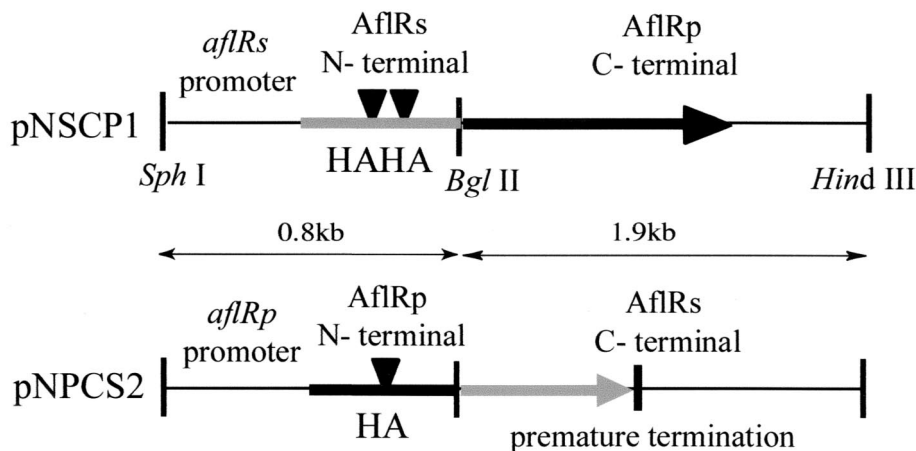 aflRs
promoter
AflRs
N- terminal
AflRp
C- terminal
pNSCP1
HAHA
Sph I
Bgl II
Hind III
0.8kb
1.9kb
aflRp
promoter
AflRp
N- terminal
AflRs
C- terminal
pNPCS2
HA
premature termination